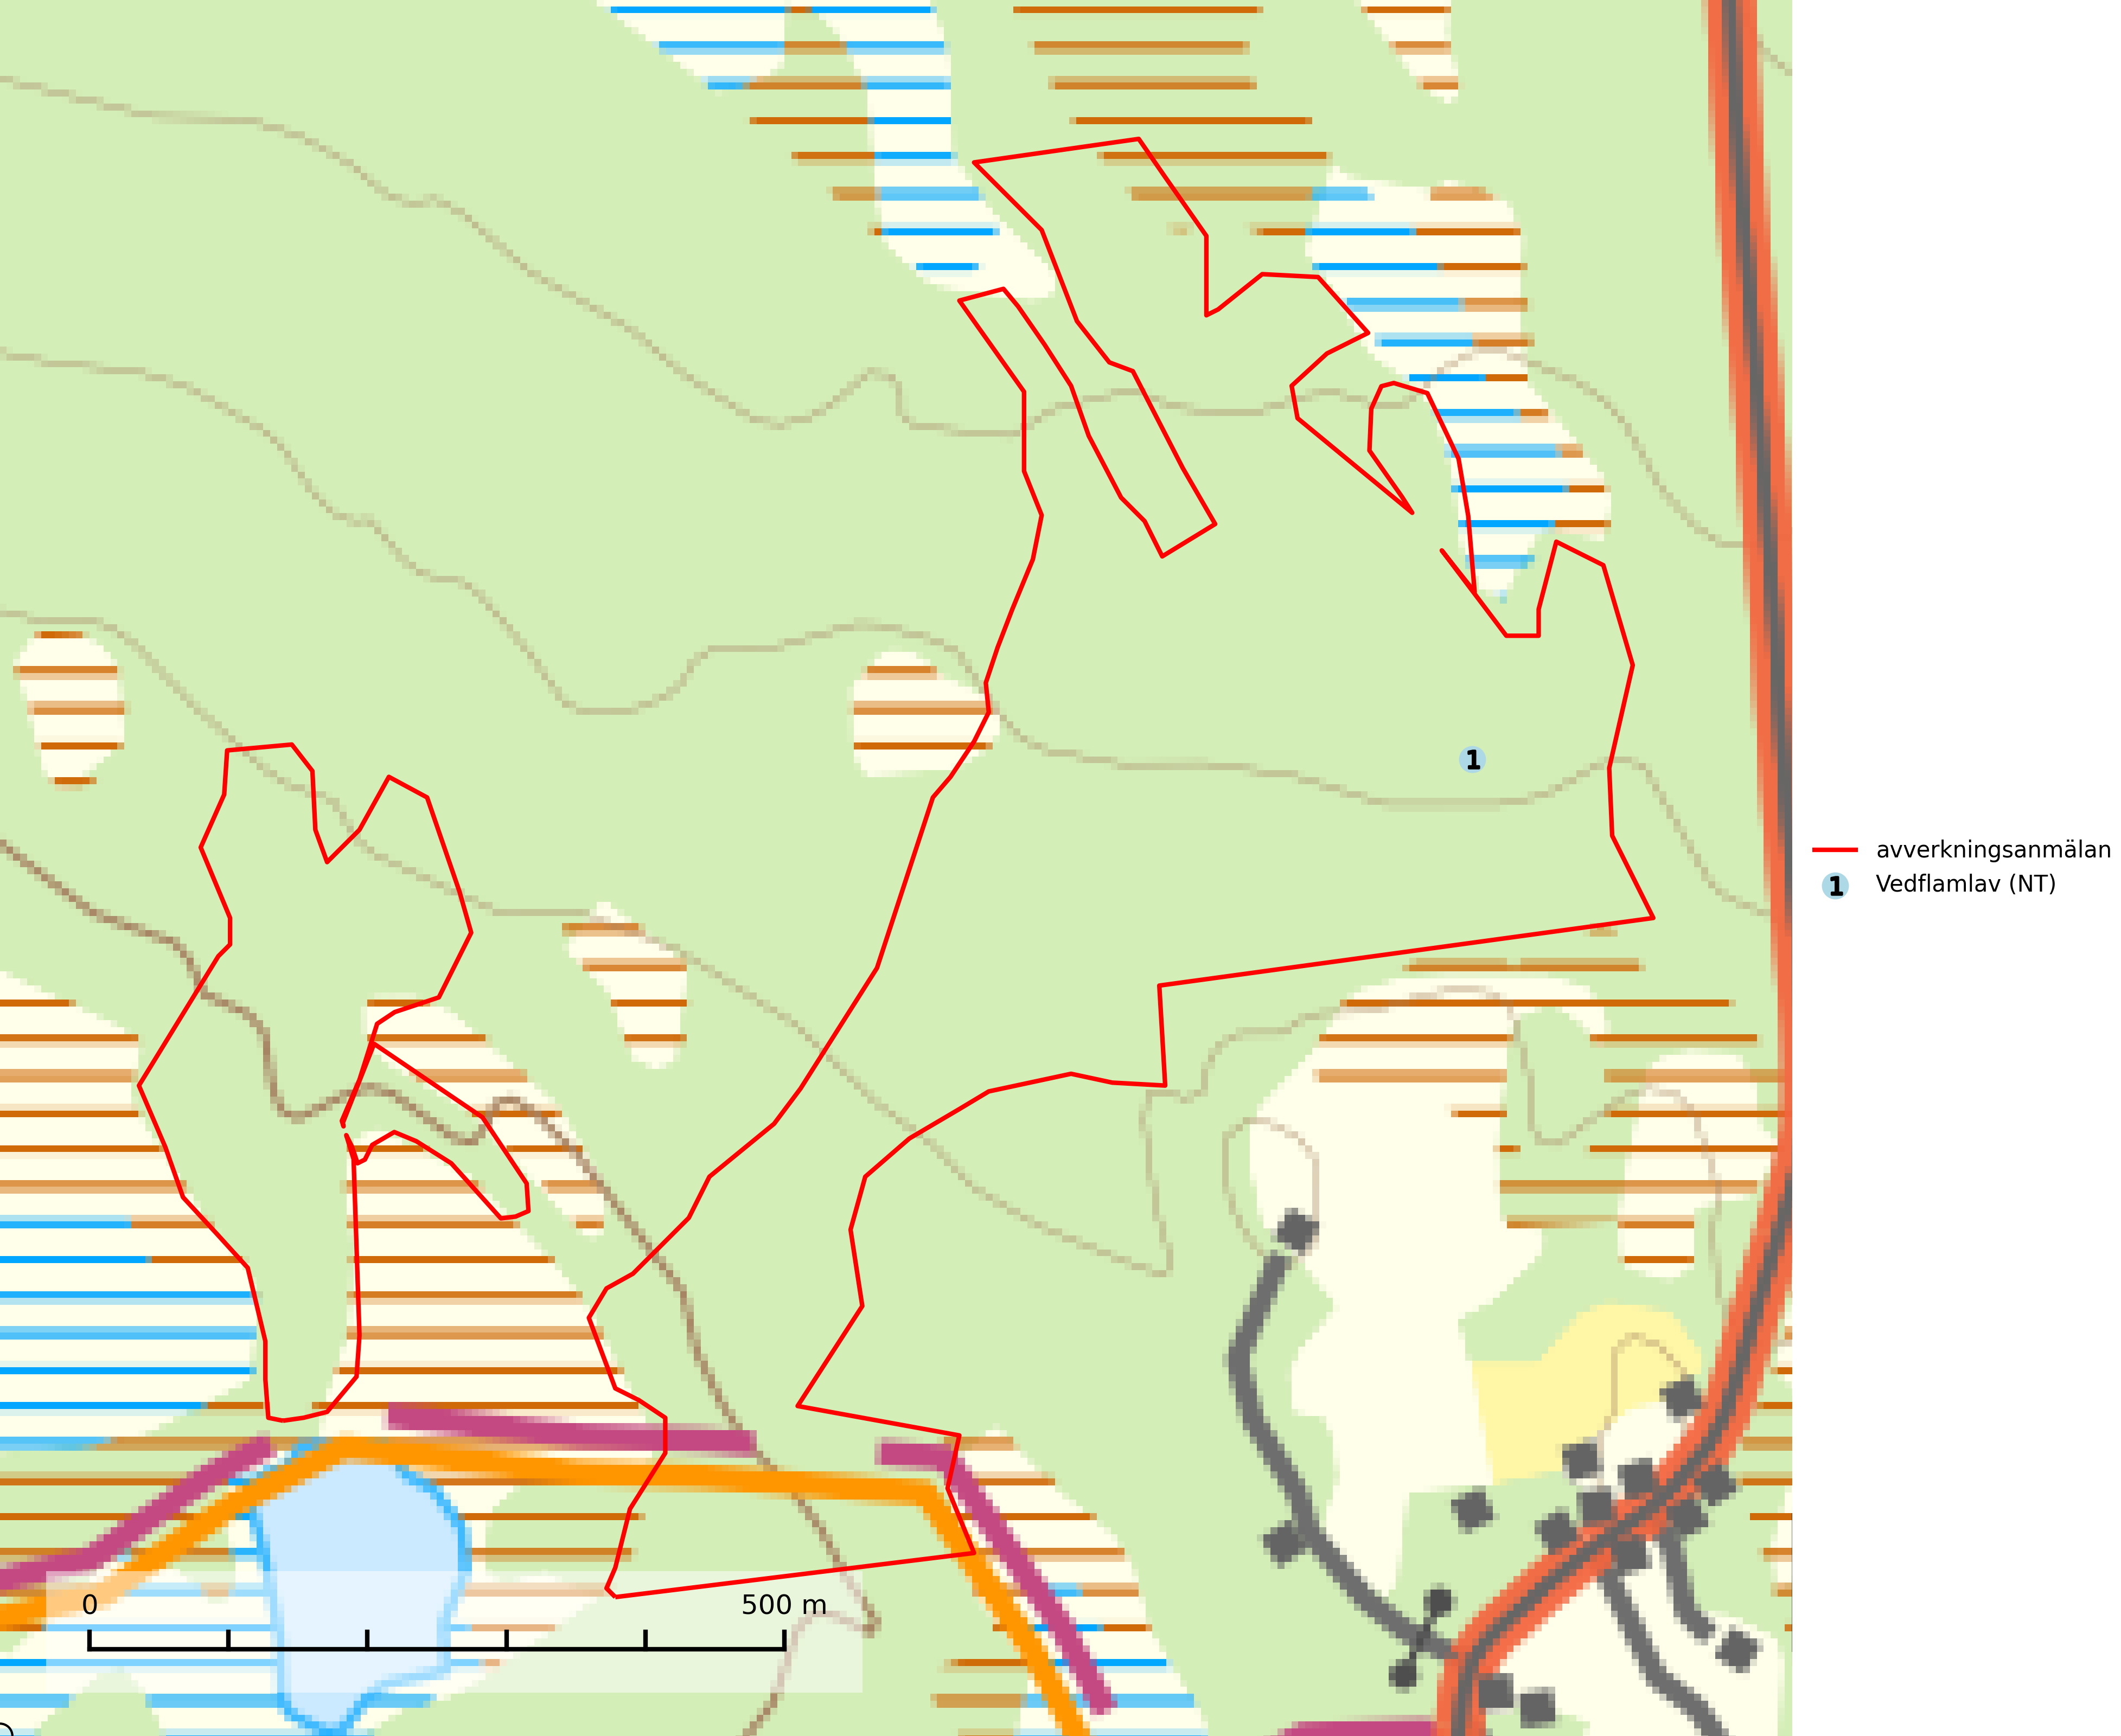 1
avverkningsanmälan
1 Vedflamlav (NT)
0 500 m